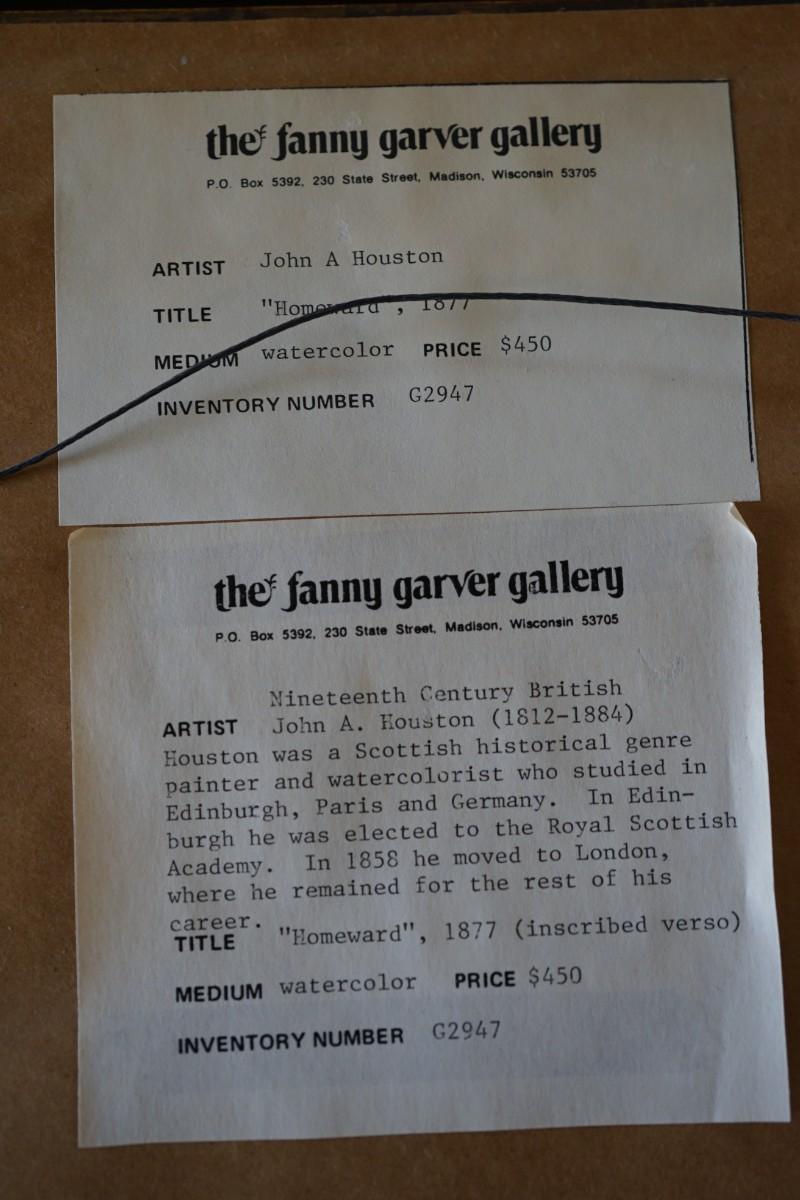 the fanny garver gallery
P.O. Box 5392, 230 State Street, Madison, Wisconsin 53705
ARTIST John A Houston
TITLE "Homeward", 1877
MEDIUM watercolor PRICE $450
INVENTORY NUMBER G2947
the fanny garver gallery
P.O. Box 5392, 230 State Street, Madison, Wisconsin 53705
Nineteenth Century British
ARTIST John A. Houston (1812-1884)
Houston was a Scottish historical genre
painter and watercolorist who studied in
Edinburgh, Paris and Germany. In Edin-
burgh he was elected to the Royal Scottish
Academy. In 1858 he moved to London,
where he remained for the rest of his
career.
TITLE "Homeward", 1877 (inscribed verso)
MEDIUM watercolor PRICE $450
INVENTORY NUMBER G2947